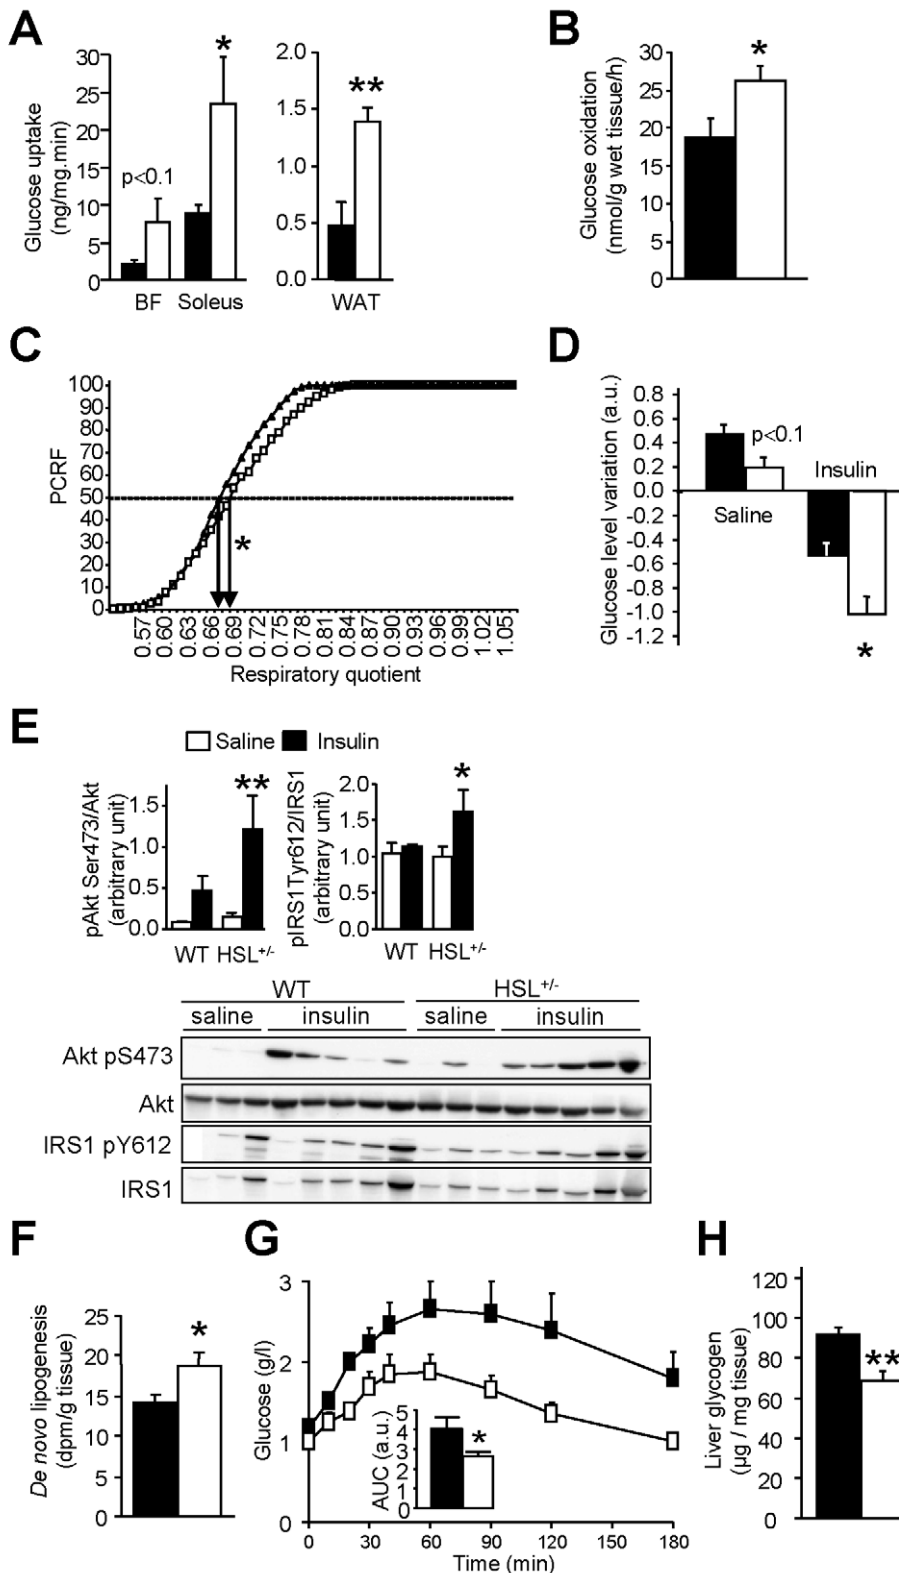 A
Glucose uptake
(ng/mg.min)
30
25
20
15
10
5
0
p<0.1
*
BF Soleus
2.0
1.5
1.0
0.5
0.0
**
WAT
B
Glucose oxidation
(nmol/g wet tissue/h)
30
25
20
15
10
5
0
*
C
PCRF
100
90
80
70
60
50
40
30
20
10
0
*
0.57 0.60 0.63 0.66 0.69 0.72 0.75 0.78 0.81 0.84 0.87 0.90 0.93 0.96 0.99 1.02 1.05
Respiratory quotient
D
Glucose level variation (a.u.)
0.8
0.6
0.4
0.2
0.0
-0.2
-0.4
-0.6
-0.8
-1.0
-1.2
p<0.1
Insulin
Saline
*
E
Saline Insulin
pAkt Ser473/Akt
(arbitrary unit)
1.5
1.0
0.5
0.0
**
WT HSL+/-
pIRS1Tyr612/IRS1
(arbitrary unit)
2.0
1.5
1.0
0.5
0.0
*
WT HSL+/-
WT HSL+/-
saline insulin saline insulin
Akt pS473
Akt
IRS1 pY612
IRS1
F
De novo lipogenesis
(dpm/g tissue)
25
20
15
10
5
0
*
G
Glucose (g/l)
3
2
1
0
AUC (a.u.)
5
4
3
2
1
0
*
0 30 60 90 120 150 180
Time (min)
H
Liver glycogen
(µg / mg tissue)
120
100
80
60
40
20
0
**